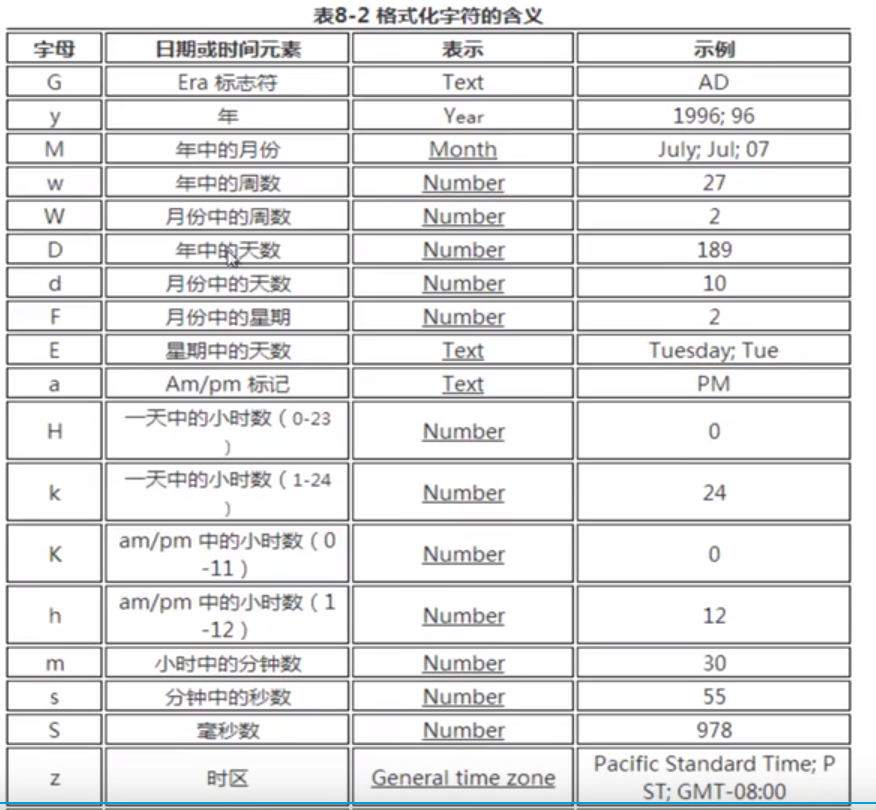 表8-2 格式化字符的含义
字母 日期或时间元素 表示 示例
G Era 标志符 Text AD
y 年 Year 1996; 96
M 年中的月份 Month July; Jul; 07
w 年中的周数 Number 27
W 月份中的周数 Number 2
D 年中的天数 Number 189
d 月份中的天数 Number 10
F 月份中的星期 Number 2
E 星期中的天数 Text Tuesday; Tue
a Am/pm 标记 Text PM
H 一天中的小时数（0-23
） Number 0
k 一天中的小时数（1-24
） Number 24
K am/pm 中的小时数（0
-11） Number 0
h am/pm 中的小时数（1
-12） Number 12
m 小时中的分钟数 Number 30
s 分钟中的秒数 Number 55
S 毫秒数 Number 978
z 时区 General time zone Pacific Standard Time; P
ST; GMT-08:00